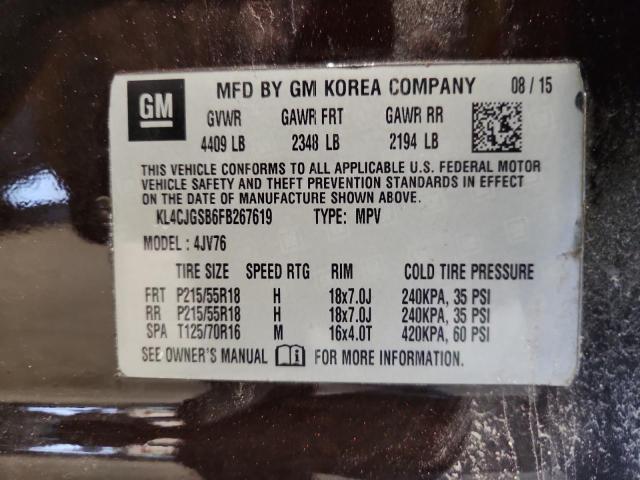 GM
MFD BY GM KOREA COMPANY 08 / 15
GVWR GAWR FRT GAWR RR
4409 LB 2348 LB 2194 LB
THIS VEHICLE CONFORMS TO ALL APPLICABLE U.S. FEDERAL MOTOR
VEHICLE SAFETY AND THEFT PREVENTION STANDARDS IN EFFECT
ON THE DATE OF MANUFACTURE SHOWN ABOVE.
KL4CJGSB6FB267619 TYPE: MPV
MODEL : 4JV76
TIRE SIZE SPEED RTG RIM COLD TIRE PRESSURE
FRT P215/55R18 H 18x7.0J 240KPA, 35 PSI
RR P215/55R18 H 18x7.0J 240KPA, 35 PSI
SPA T125/70R16 M 16x4.0T 420KPA, 60 PSI
SEE OWNER'S MANUAL FOR MORE INFORMATION.